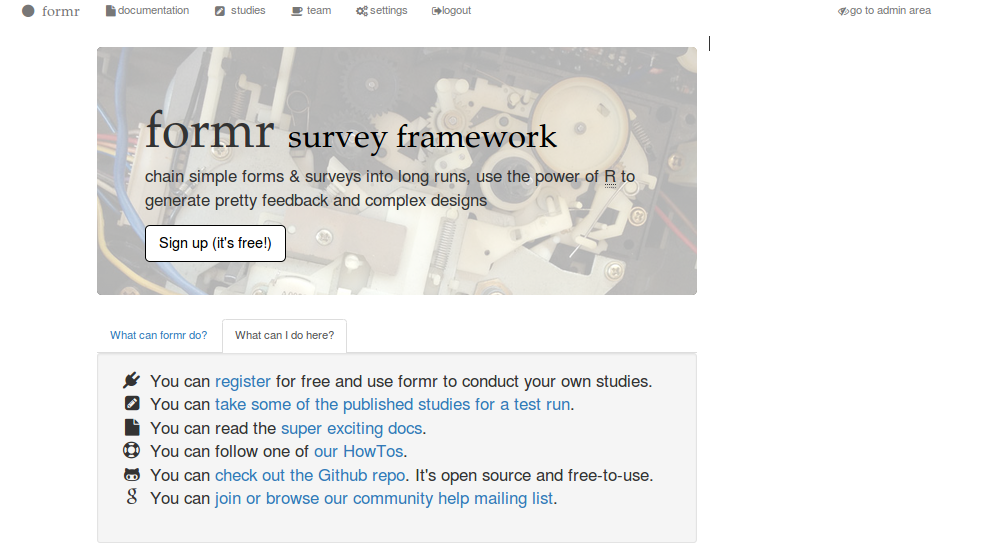 formr documentation studies team settings logout go to admin area
formr survey framework
chain simple forms & surveys into long runs, use the power of R to
generate pretty feedback and complex designs
Sign up (it's free!)
What can formr do? What can I do here?
You can register for free and use formr to conduct your own studies.
You can take some of the published studies for a test run.
You can read the super exciting docs.
You can follow one of our HowTos.
You can check out the Github repo. It's open source and free-to-use.
You can join or browse our community help mailing list.